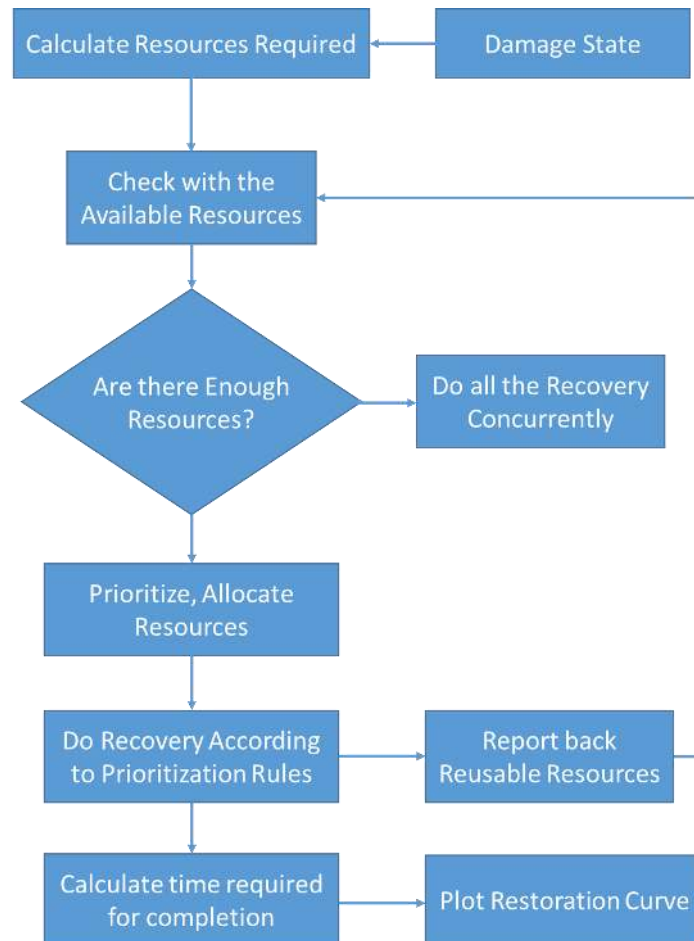 Calculate Resources Required
Damage State
Check with the
Available Resources
Are there Enough
Resources?
Do all the Recovery
Concurrently
Prioritize, Allocate
Resources
Do Recovery According
to Prioritization Rules
Report back
Reusable Resources
Calculate time required
for completion
Plot Restoration Curve